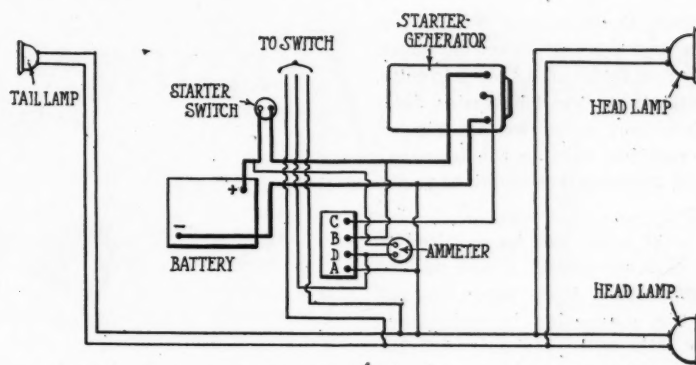 STARTER-
GENERATOR
TO SWITCH
TAIL LAMP
STARTER
SWITCH
HEAD LAMP
+
-
BATTERY
C
B
D
A
AMMETER
HEAD LAMP